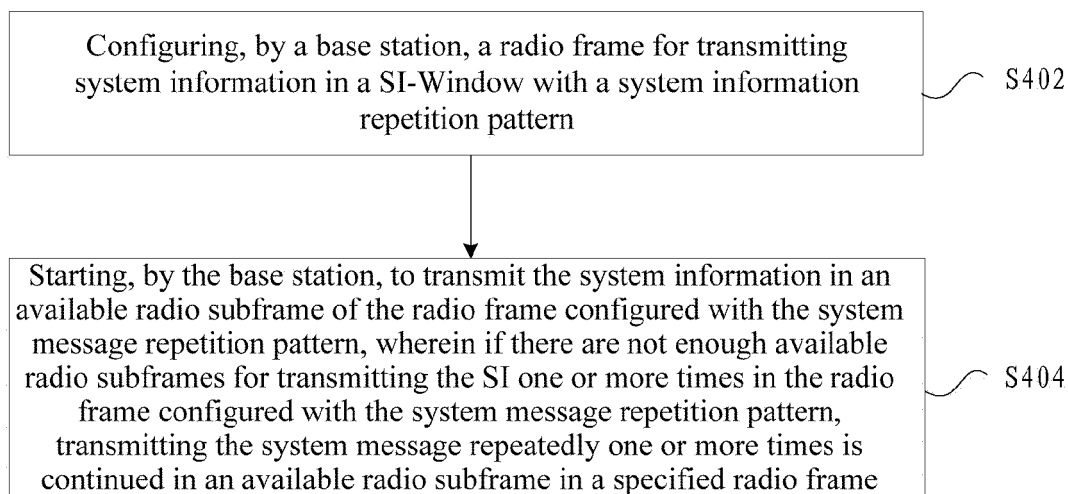 Configuring, by a base station, a radio frame for transmitting
system information in a SI-Window with a system information
repetition pattern
S402
Starting, by the base station, to transmit the system information in an
available radio subframe of the radio frame configured with the system
message repetition pattern, wherein if there are not enough available
radio subframes for transmitting the SI one or more times in the radio
frame configured with the system message repetition pattern,
transmitting the system message repeatedly one or more times is
continued in an available radio subframe in a specified radio frame
S404